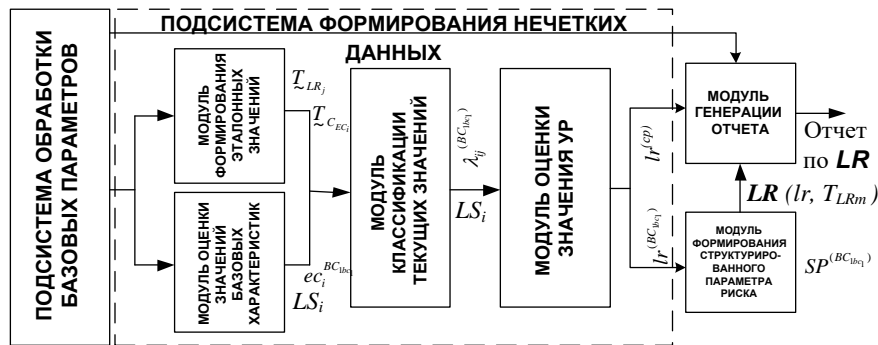 ПОДСИСТЕМА ОБРАБОТКИ
БАЗОВЫХ ПАРАМЕТРОВ
ПОДСИСТЕМА ФОРМИРОВАНИЯ НЕЧЕТКИХ
ДАННЫХ
МОДУЛЬ
ФОРМИРОВАНИЯ
ЭТАЛОННЫХ
ЗНАЧЕНИЙ
T_{LR_j}
T_{C_{EC_i}}
МОДУЛЬ ОЦЕНКИ
ЗНАЧЕНИЙ
БАЗОВЫХ
ХАРАКТЕРИСТИК
ec_i^{BC_{1bc_1}}
LS_i
МОДУЛЬ
КЛАССИФИКАЦИИ
ТЕКУЩИХ ЗНАЧЕНИЙ
λ_{ij}^{(BC_{1bc_1})}
LS_i
МОДУЛЬ ОЦЕНКИ
ЗНАЧЕНИЯ УР
lr^{(cp)}
lr^{(BC_{1bc_1})}
МОДУЛЬ
ГЕНЕРАЦИИ
ОТЧЕТА
Отчет
по LR
LR (lr, T_{LRm})
МОДУЛЬ
ФОРМИРОВАНИЯ
СТРУКТУРИРО-
ВАННОГО
ПАРАМЕТРА
РИСКА
SP^{(BC_{1bc_1})}